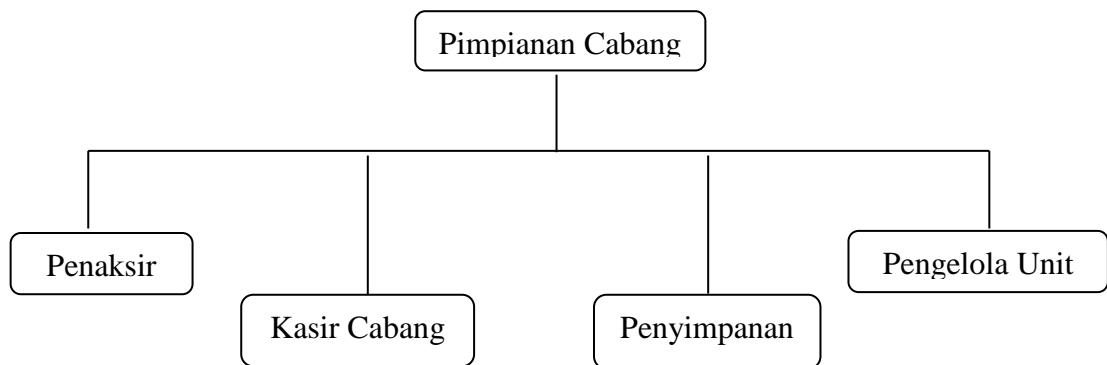 Pimpianan Cabang
Penaksir
Kasir Cabang
Penyimpanan
Pengelola Unit